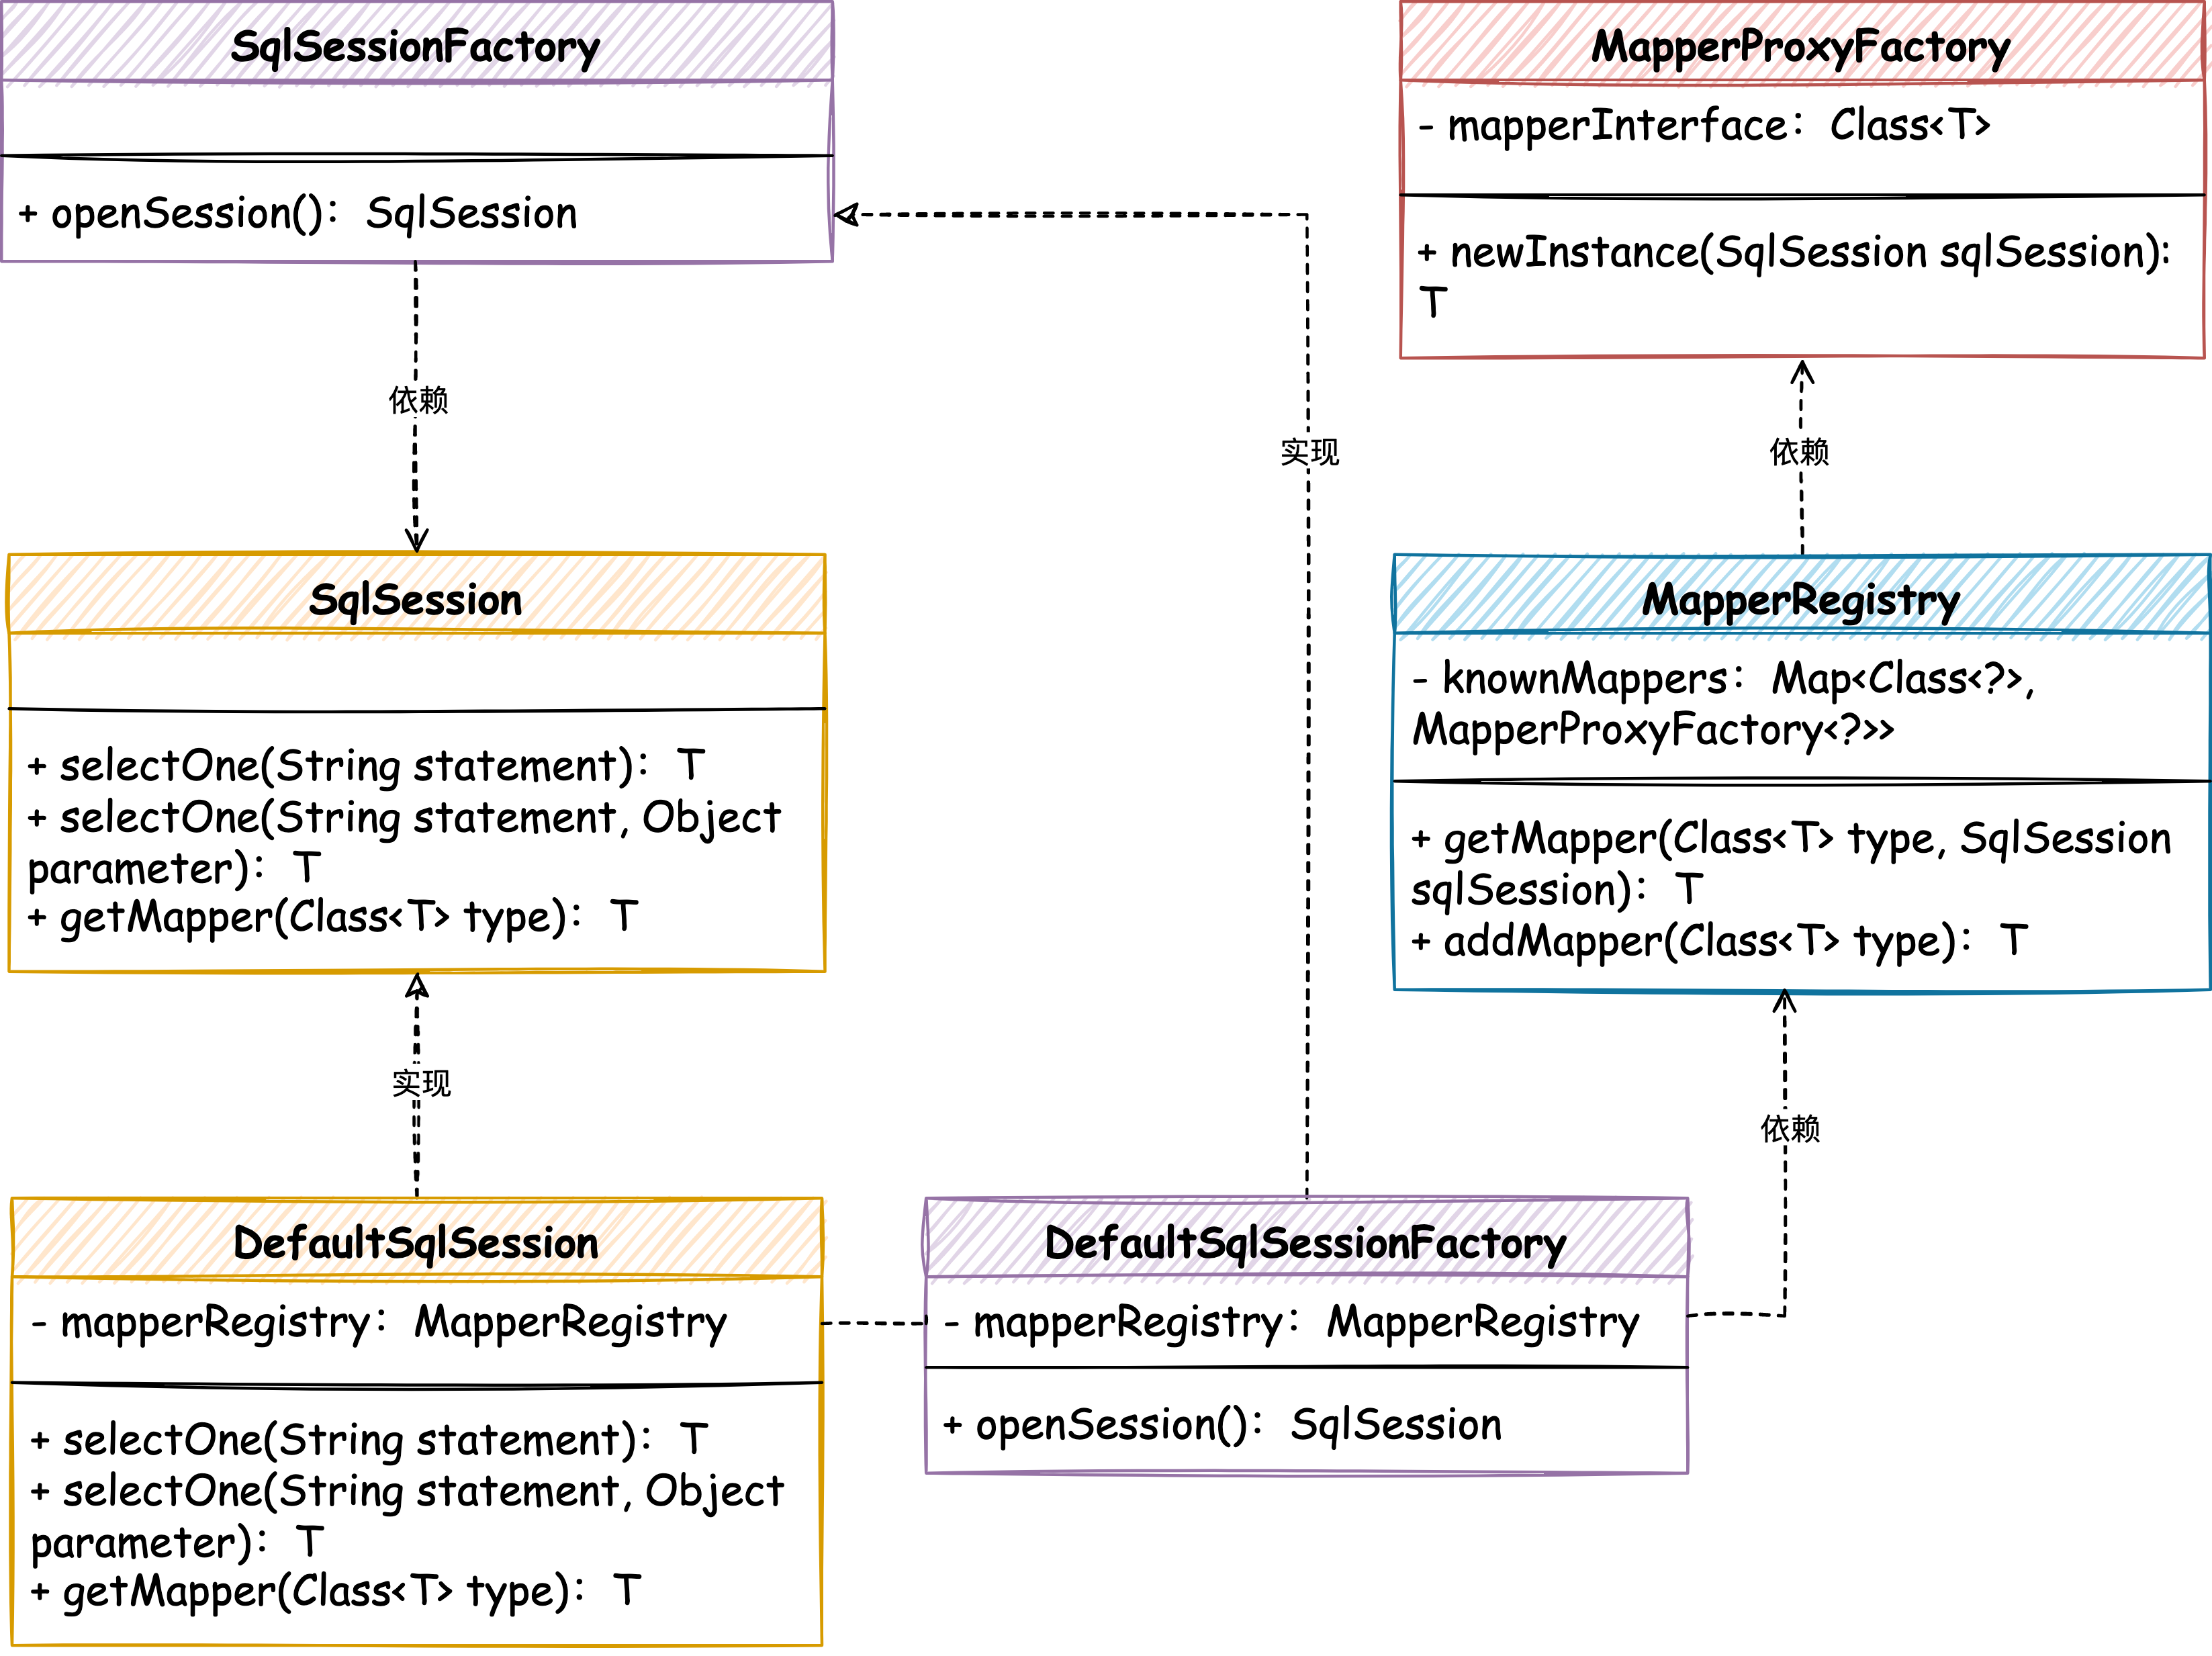 SqlSessionFactory
+ openSession(): SqlSession
依赖
SqlSession
+ selectOne(String statement): T
+ selectOne(String statement, Object
parameter): T
+ getMapper(Class<T> type): T
实现
DefaultSqlSession
- mapperRegistry: MapperRegistry
+ selectOne(String statement): T
+ selectOne(String statement, Object
parameter): T
+ getMapper(Class<T> type): T
实现
DefaultSqlSessionFactory
- mapperRegistry: MapperRegistry
+ openSession(): SqlSession
MapperProxyFactory
- mapperInterface: Class<T>
+ newInstance(SqlSession sqlSession):
T
依赖
MapperRegistry
- knownMappers: Map<Class<?>,
MapperProxyFactory<?>>
+ getMapper(Class<T> type, SqlSession
sqlSession): T
+ addMapper(Class<T> type): T
依赖